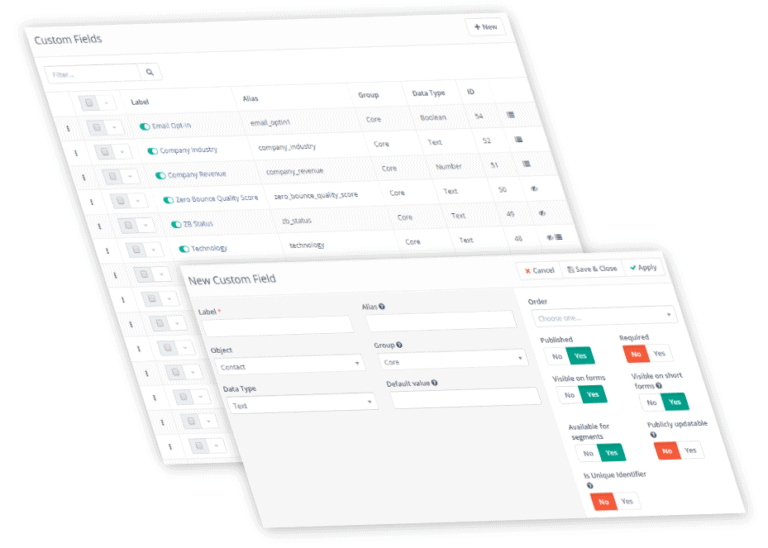 Custom Fields
+ New
Filter...
Label Alias Group Data Type ID
Email Opt-in email_optin1 Core Boolean 54
Company Industry company_industry Core Text 52
Company Revenue company_revenue Core Number 51
Zero Bounce Quality Score zero_bounce_quality_score Core Text 50
ZB Status zb_status Core Text 49
Technology technology Core Text 48
New Custom Field
Cancel Save & Close Apply
Label *
Alias
Object
Contact
Group
Core
Data Type
Text
Default value
Order
Choose one...
Published Required
No Yes No Yes
Visible on forms Visible on short forms
No Yes No Yes
Available for segments Publicly updatable
No Yes No Yes
Is Unique Identifier
No Yes